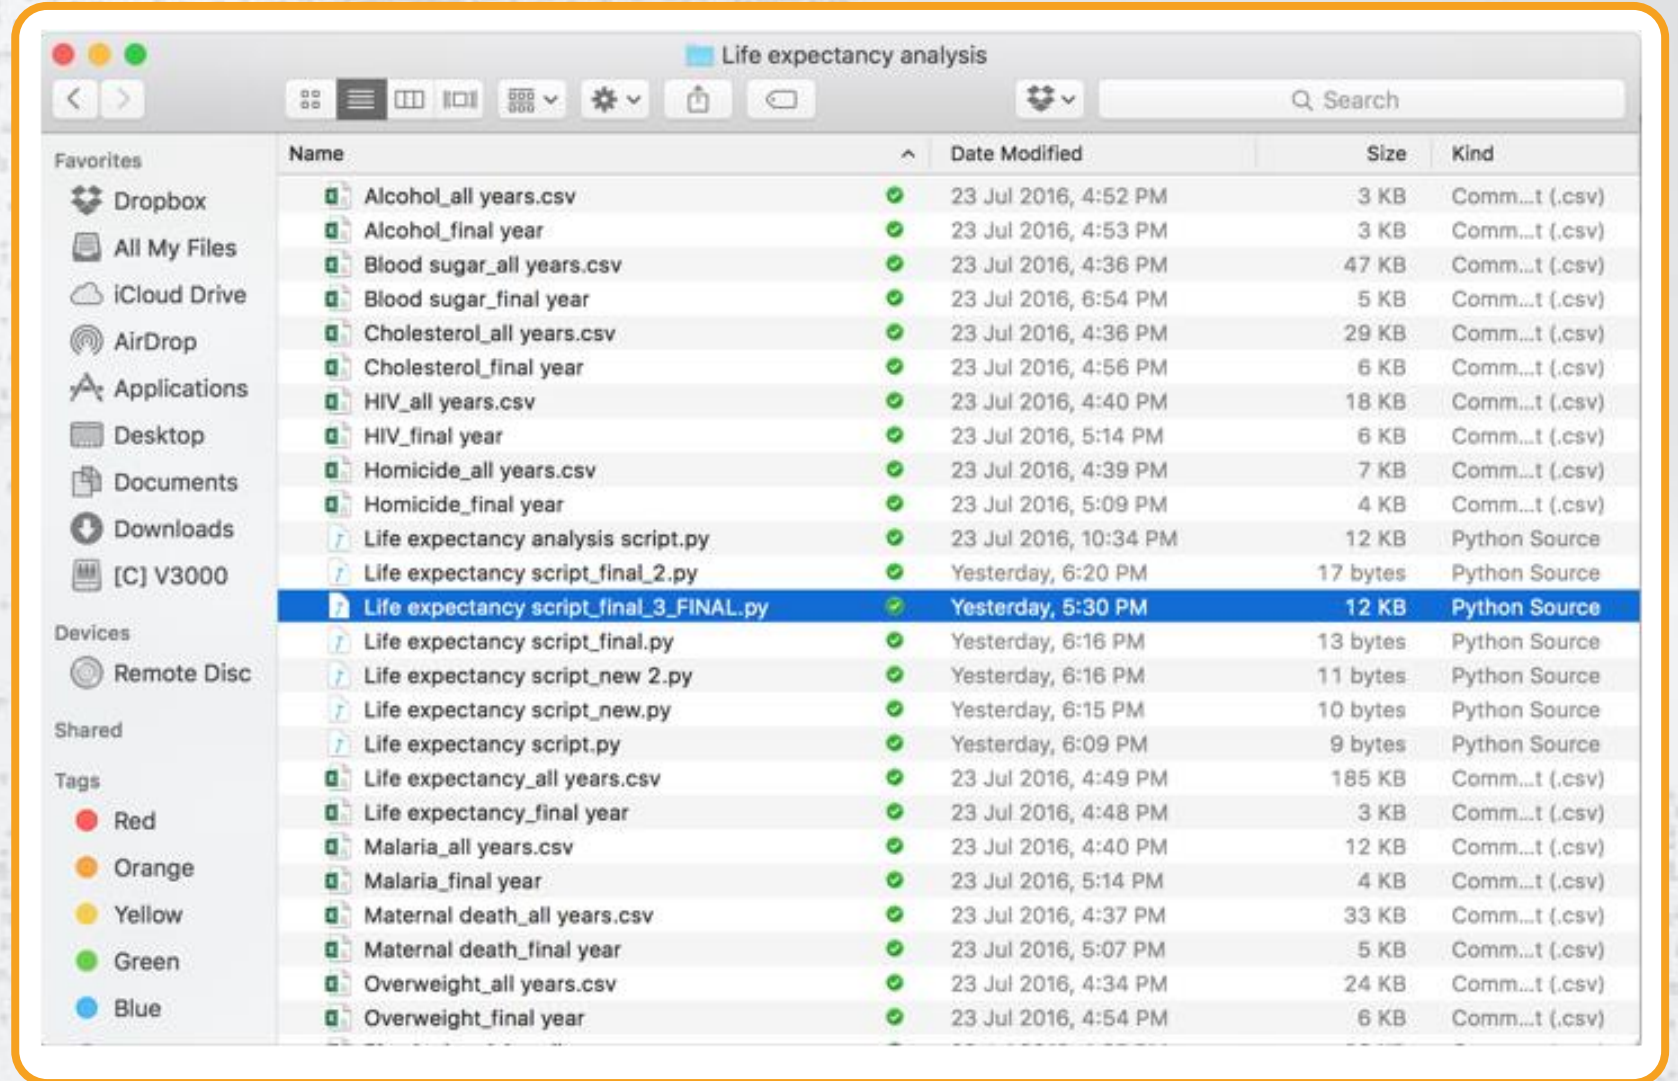 Life expectancy analysis
Search
Favorites
Dropbox
All My Files
iCloud Drive
AirDrop
Applications
Desktop
Documents
Downloads
[C] V3000
Devices
Remote Disc
Shared
Tags
Red
Orange
Yellow
Green
Blue
Name Date Modified Size Kind
Alcohol_all years.csv 23 Jul 2016, 4:52 PM 3 KB Comm...t (.csv)
Alcohol_final year 23 Jul 2016, 4:53 PM 3 KB Comm...t (.csv)
Blood sugar_all years.csv 23 Jul 2016, 4:36 PM 47 KB Comm...t (.csv)
Blood sugar_final year 23 Jul 2016, 6:54 PM 5 KB Comm...t (.csv)
Cholesterol_all years.csv 23 Jul 2016, 4:36 PM 29 KB Comm...t (.csv)
Cholesterol_final year 23 Jul 2016, 4:56 PM 6 KB Comm...t (.csv)
HIV_all years.csv 23 Jul 2016, 4:40 PM 18 KB Comm...t (.csv)
HIV_final year 23 Jul 2016, 5:14 PM 6 KB Comm...t (.csv)
Homicide_all years.csv 23 Jul 2016, 4:39 PM 7 KB Comm...t (.csv)
Homicide_final year 23 Jul 2016, 5:09 PM 4 KB Comm...t (.csv)
Life expectancy analysis script.py 23 Jul 2016, 10:34 PM 12 KB Python Source
Life expectancy script_final_2.py Yesterday, 6:20 PM 17 bytes Python Source
Life expectancy script_final_3_FINAL.py Yesterday, 5:30 PM 12 KB Python Source
Life expectancy script_final.py Yesterday, 6:16 PM 13 bytes Python Source
Life expectancy script_new 2.py Yesterday, 6:16 PM 11 bytes Python Source
Life expectancy script_new.py Yesterday, 6:15 PM 10 bytes Python Source
Life expectancy script.py Yesterday, 6:09 PM 9 bytes Python Source
Life expectancy_all years.csv 23 Jul 2016, 4:49 PM 185 KB Comm...t (.csv)
Life expectancy_final year 23 Jul 2016, 4:48 PM 3 KB Comm...t (.csv)
Malaria_all years.csv 23 Jul 2016, 4:40 PM 12 KB Comm...t (.csv)
Malaria_final year 23 Jul 2016, 5:14 PM 4 KB Comm...t (.csv)
Maternal death_all years.csv 23 Jul 2016, 4:37 PM 33 KB Comm...t (.csv)
Maternal death_final year 23 Jul 2016, 5:07 PM 5 KB Comm...t (.csv)
Overweight_all years.csv 23 Jul 2016, 4:34 PM 24 KB Comm...t (.csv)
Overweight_final year 23 Jul 2016, 4:54 PM 6 KB Comm...t (.csv)